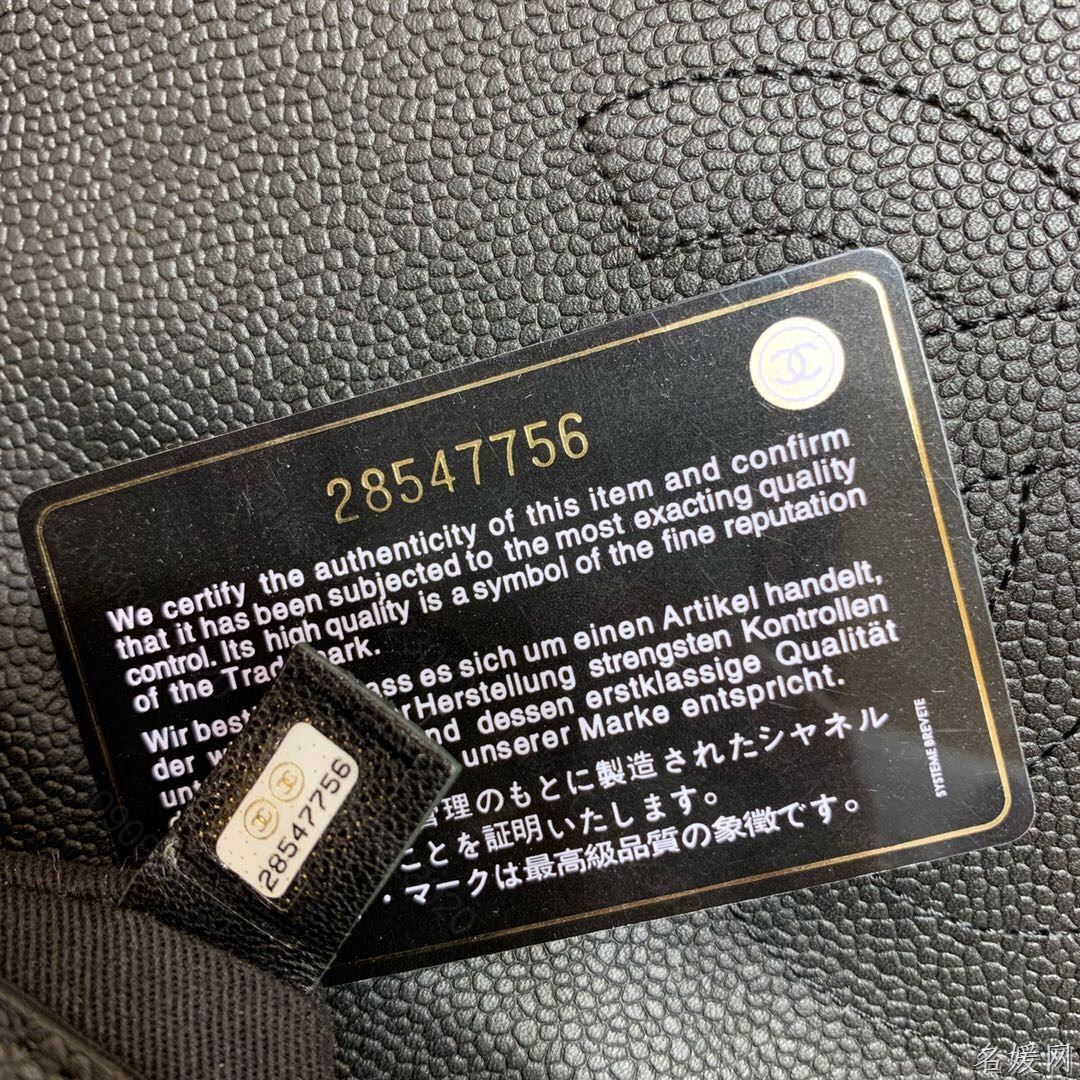 28547756
We certify the authenticity of this item and confirm
that it has been subjected to the most exacting quality
control. Its high quality is a symbol of the fine reputation
of the Trad mark.
Wir best ass es sich um einen Artikel handelt,
der w r Herstellung strengsten Kontrollen
unt nd dessen erstklassige Qualität
unserer Marke entspricht.
管理のもとに製造されたシャネル
ことを証明いたします。
・マークは最高級品質の象徴です。
SYSTEME BREVETE
28547756
名媛网